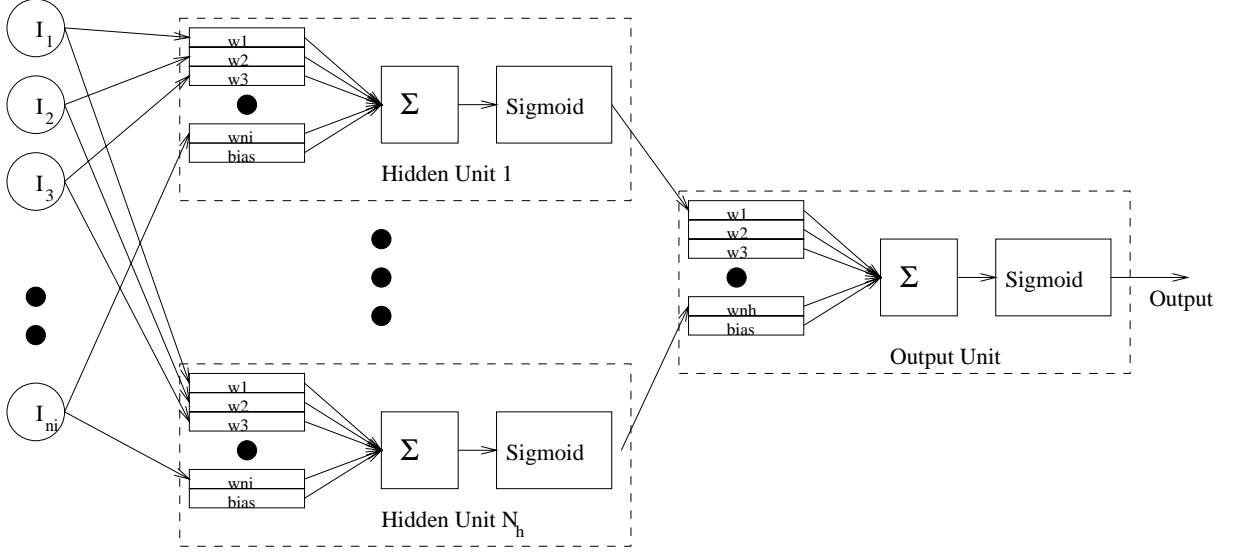 I1
I2
I3
Ini
w1
w2
w3
wni
bias
Σ
Sigmoid
Hidden Unit 1
w1
w2
w3
wni
bias
Σ
Sigmoid
Hidden Unit Nh
w1
w2
w3
wnh
bias
Σ
Sigmoid
Output Unit
Output